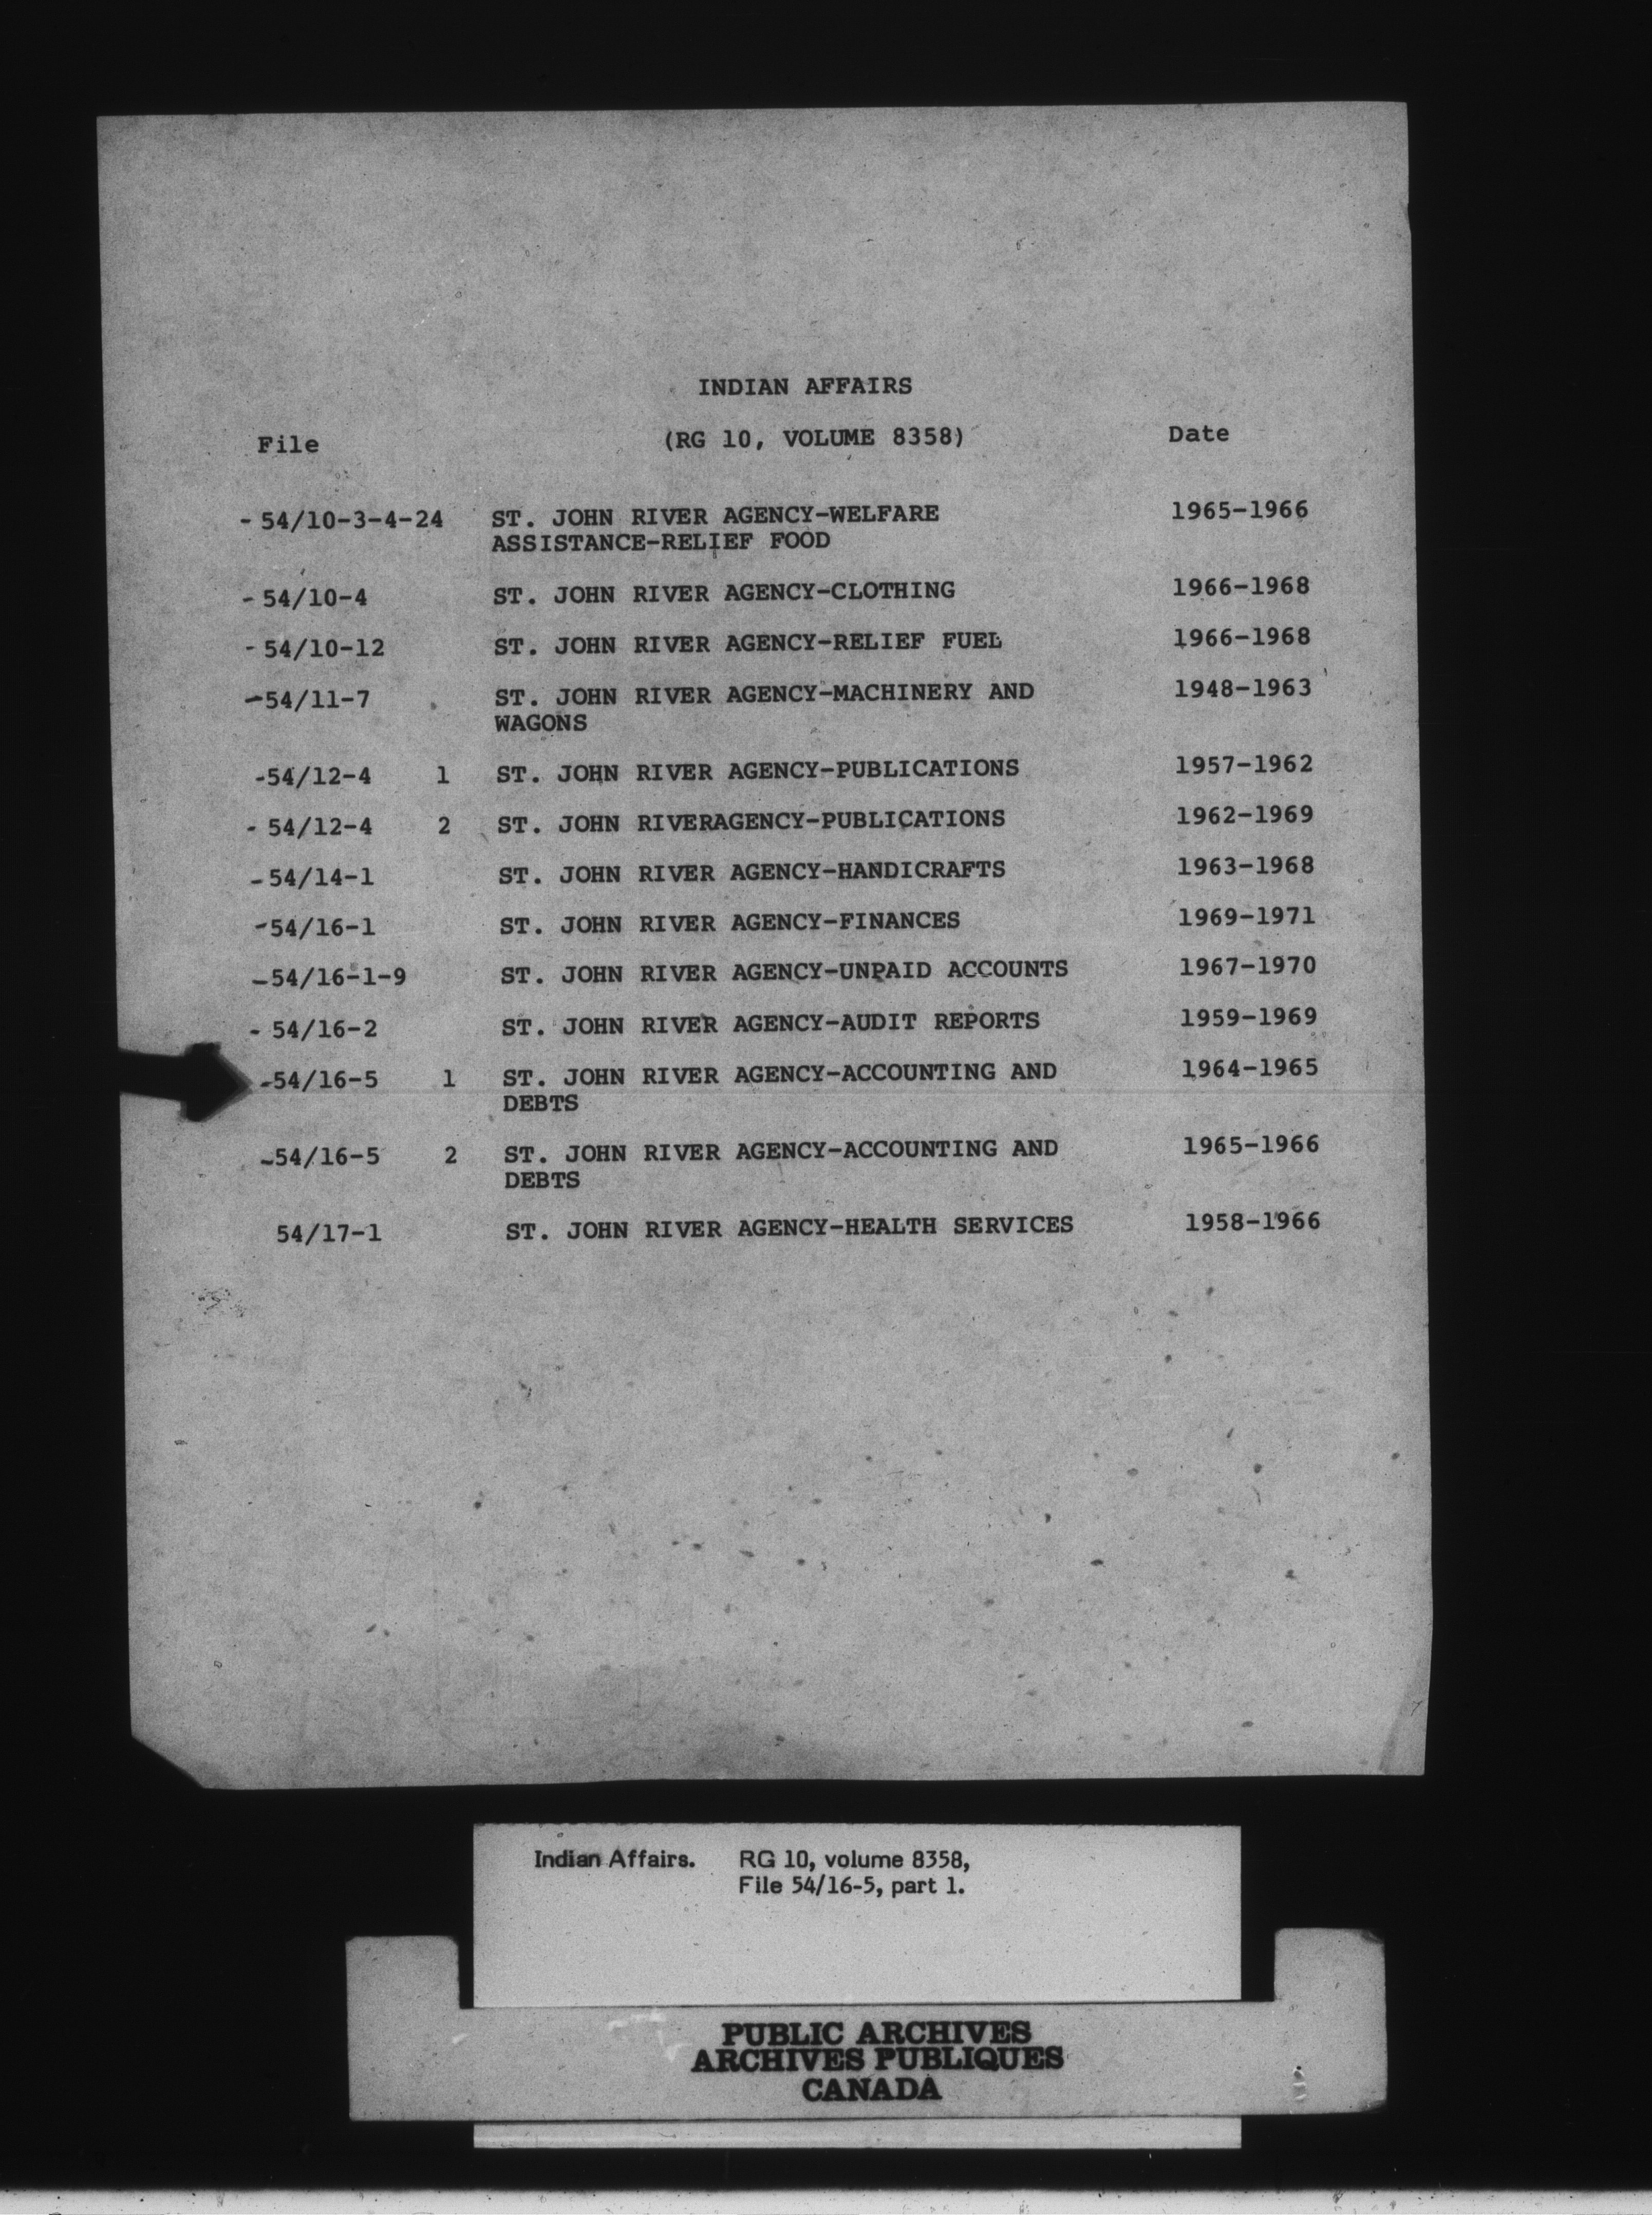 INDIAN AFFAIRS
File (RG 10, VOLUME 8358) Date
- 54/10-3-4-24 ST. JOHN RIVER AGENCY-WELFARE 1965-1966
ASSISTANCE-RELIEF FOOD
- 54/10-4 ST. JOHN RIVER AGENCY-CLOTHING 1966-1968
- 54/10-12 ST. JOHN RIVER AGENCY-RELIEF FUEL 1966-1968
-54/11-7 ST. JOHN RIVER AGENCY-MACHINERY AND 1948-1963
WAGONS
-54/12-4 1 ST. JOHN RIVER AGENCY-PUBLICATIONS 1957-1962
- 54/12-4 2 ST. JOHN RIVERAGENCY-PUBLICATIONS 1962-1969
-54/14-1 ST. JOHN RIVER AGENCY-HANDICRAFTS 1963-1968
-54/16-1 ST. JOHN RIVER AGENCY-FINANCES 1969-1971
-54/16-1-9 ST. JOHN RIVER AGENCY-UNPAID ACCOUNTS 1967-1970
- 54/16-2 ST. JOHN RIVER AGENCY-AUDIT REPORTS 1959-1969
-54/16-5 1 ST. JOHN RIVER AGENCY-ACCOUNTING AND 1964-1965
DEBTS
-54/16-5 2 ST. JOHN RIVER AGENCY-ACCOUNTING AND 1965-1966
DEBTS
54/17-1 ST. JOHN RIVER AGENCY-HEALTH SERVICES 1958-1966
Indian Affairs. RG 10, volume 8358,
File 54/16-5, part 1.
PUBLIC ARCHIVES
ARCHIVES PUBLIQUES
CANADA